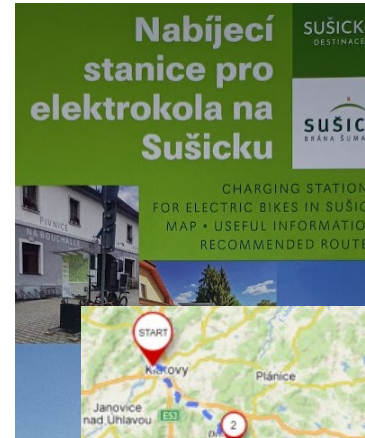 Nabíjecí
stanice pro
elektrokola na
Sušicku
SUŠICK
DESTINACE
SUŠIC
BRÁNA ŠUMA
CHARGING STATION
FOR ELECTRIC BIKES IN SUŠIC
MAP • USEFUL INFORMATIO
RECOMMENDED ROUTE
PIVNICE
NA BOUCHALCE
START
Klatovy
Plánice
Janovice
nad Úhlavou
E53
2